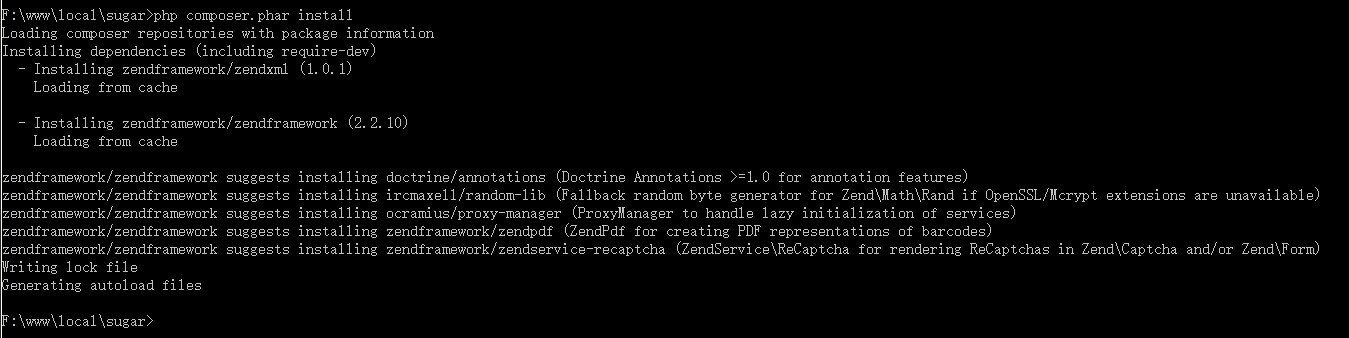 F:\www\local\sugar>php composer.phar install
Loading composer repositories with package information
Installing dependencies (including require-dev)
  - Installing zendframework/zendxml (1.0.1)
    Loading from cache

  - Installing zendframework/zendframework (2.2.10)
    Loading from cache

zendframework/zendframework suggests installing doctrine/annotations (Doctrine Annotations >=1.0 for annotation features)
zendframework/zendframework suggests installing ircmaxell/random-lib (Fallback random byte generator for Zend\Math\Rand if OpenSSL/Mcrypt extensions are unavailable)
zendframework/zendframework suggests installing ocramius/proxy-manager (ProxyManager to handle lazy initialization of services)
zendframework/zendframework suggests installing zendframework/zendpdf (ZendPdf for creating PDF representations of barcodes)
zendframework/zendframework suggests installing zendframework/zendservice-recaptcha (ZendService\ReCaptcha for rendering ReCaptchas in Zend\Captcha and/or Zend\Form)
Writing lock file
Generating autoload files

F:\www\local\sugar>